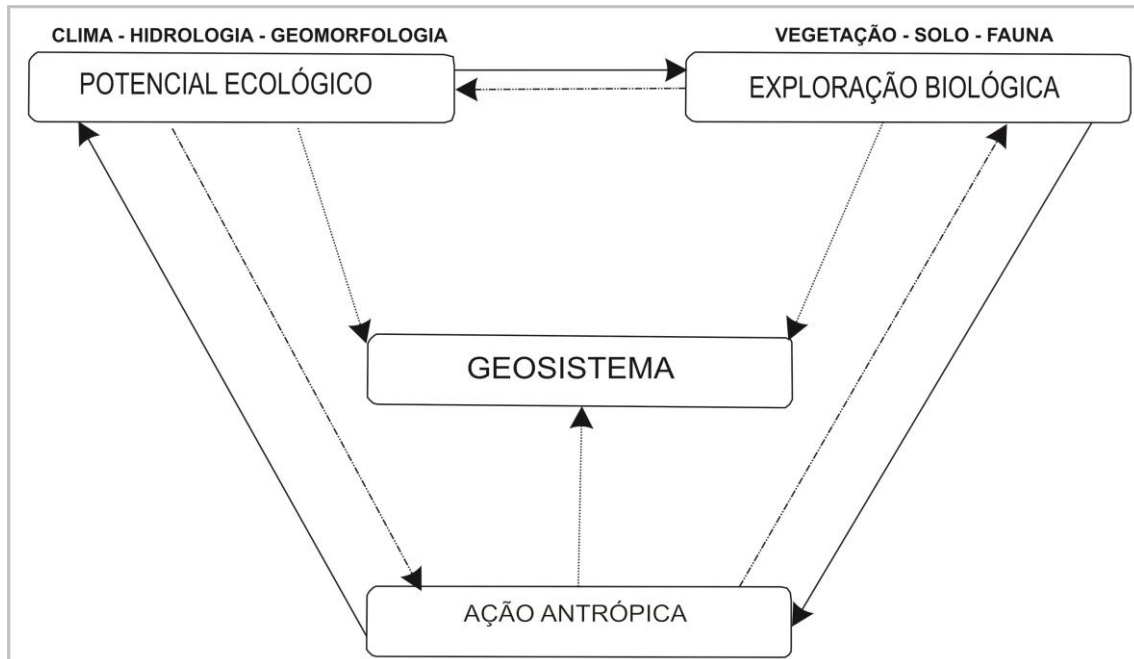 CLIMA - HIDROLOGIA - GEOMORFOLOGIA
POTENCIAL ECOLÓGICO
VEGETAÇÃO - SOLO - FAUNA
EXPLORAÇÃO BIOLÓGICA
GEOSISTEMA
AÇÃO ANTRÓPICA